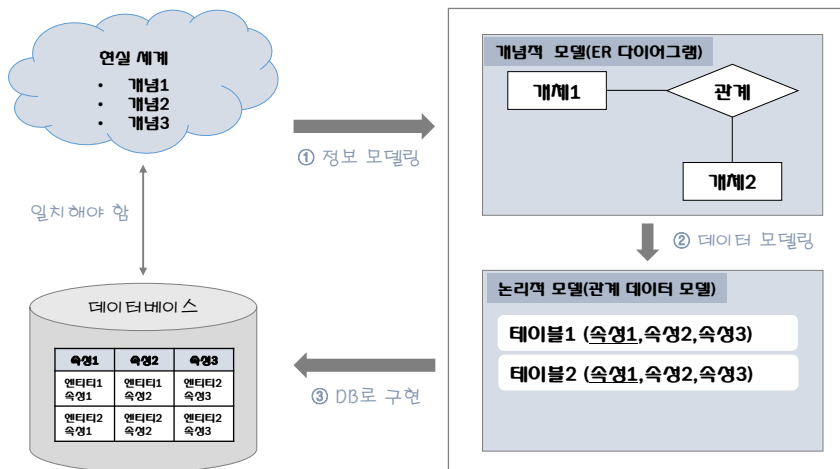 현실 세계
• 개념1
• 개념2
• 개념3
① 정보 모델링
개념적 모델(ER 다이어그램)
개체1
관계
개체2
② 데이터 모델링
논리적 모델(관계 데이터 모델)
테이블1 (속성1,속성2,속성3)
테이블2 (속성1,속성2,속성3)
③ DB로 구현
일치해야 함
데이터베이스
속성1 속성2 속성3
엔티티1 엔티티1 엔티티2
속성1 속성2 속성3
엔티티2 엔티티2 엔티티2
속성1 속성2 속성3